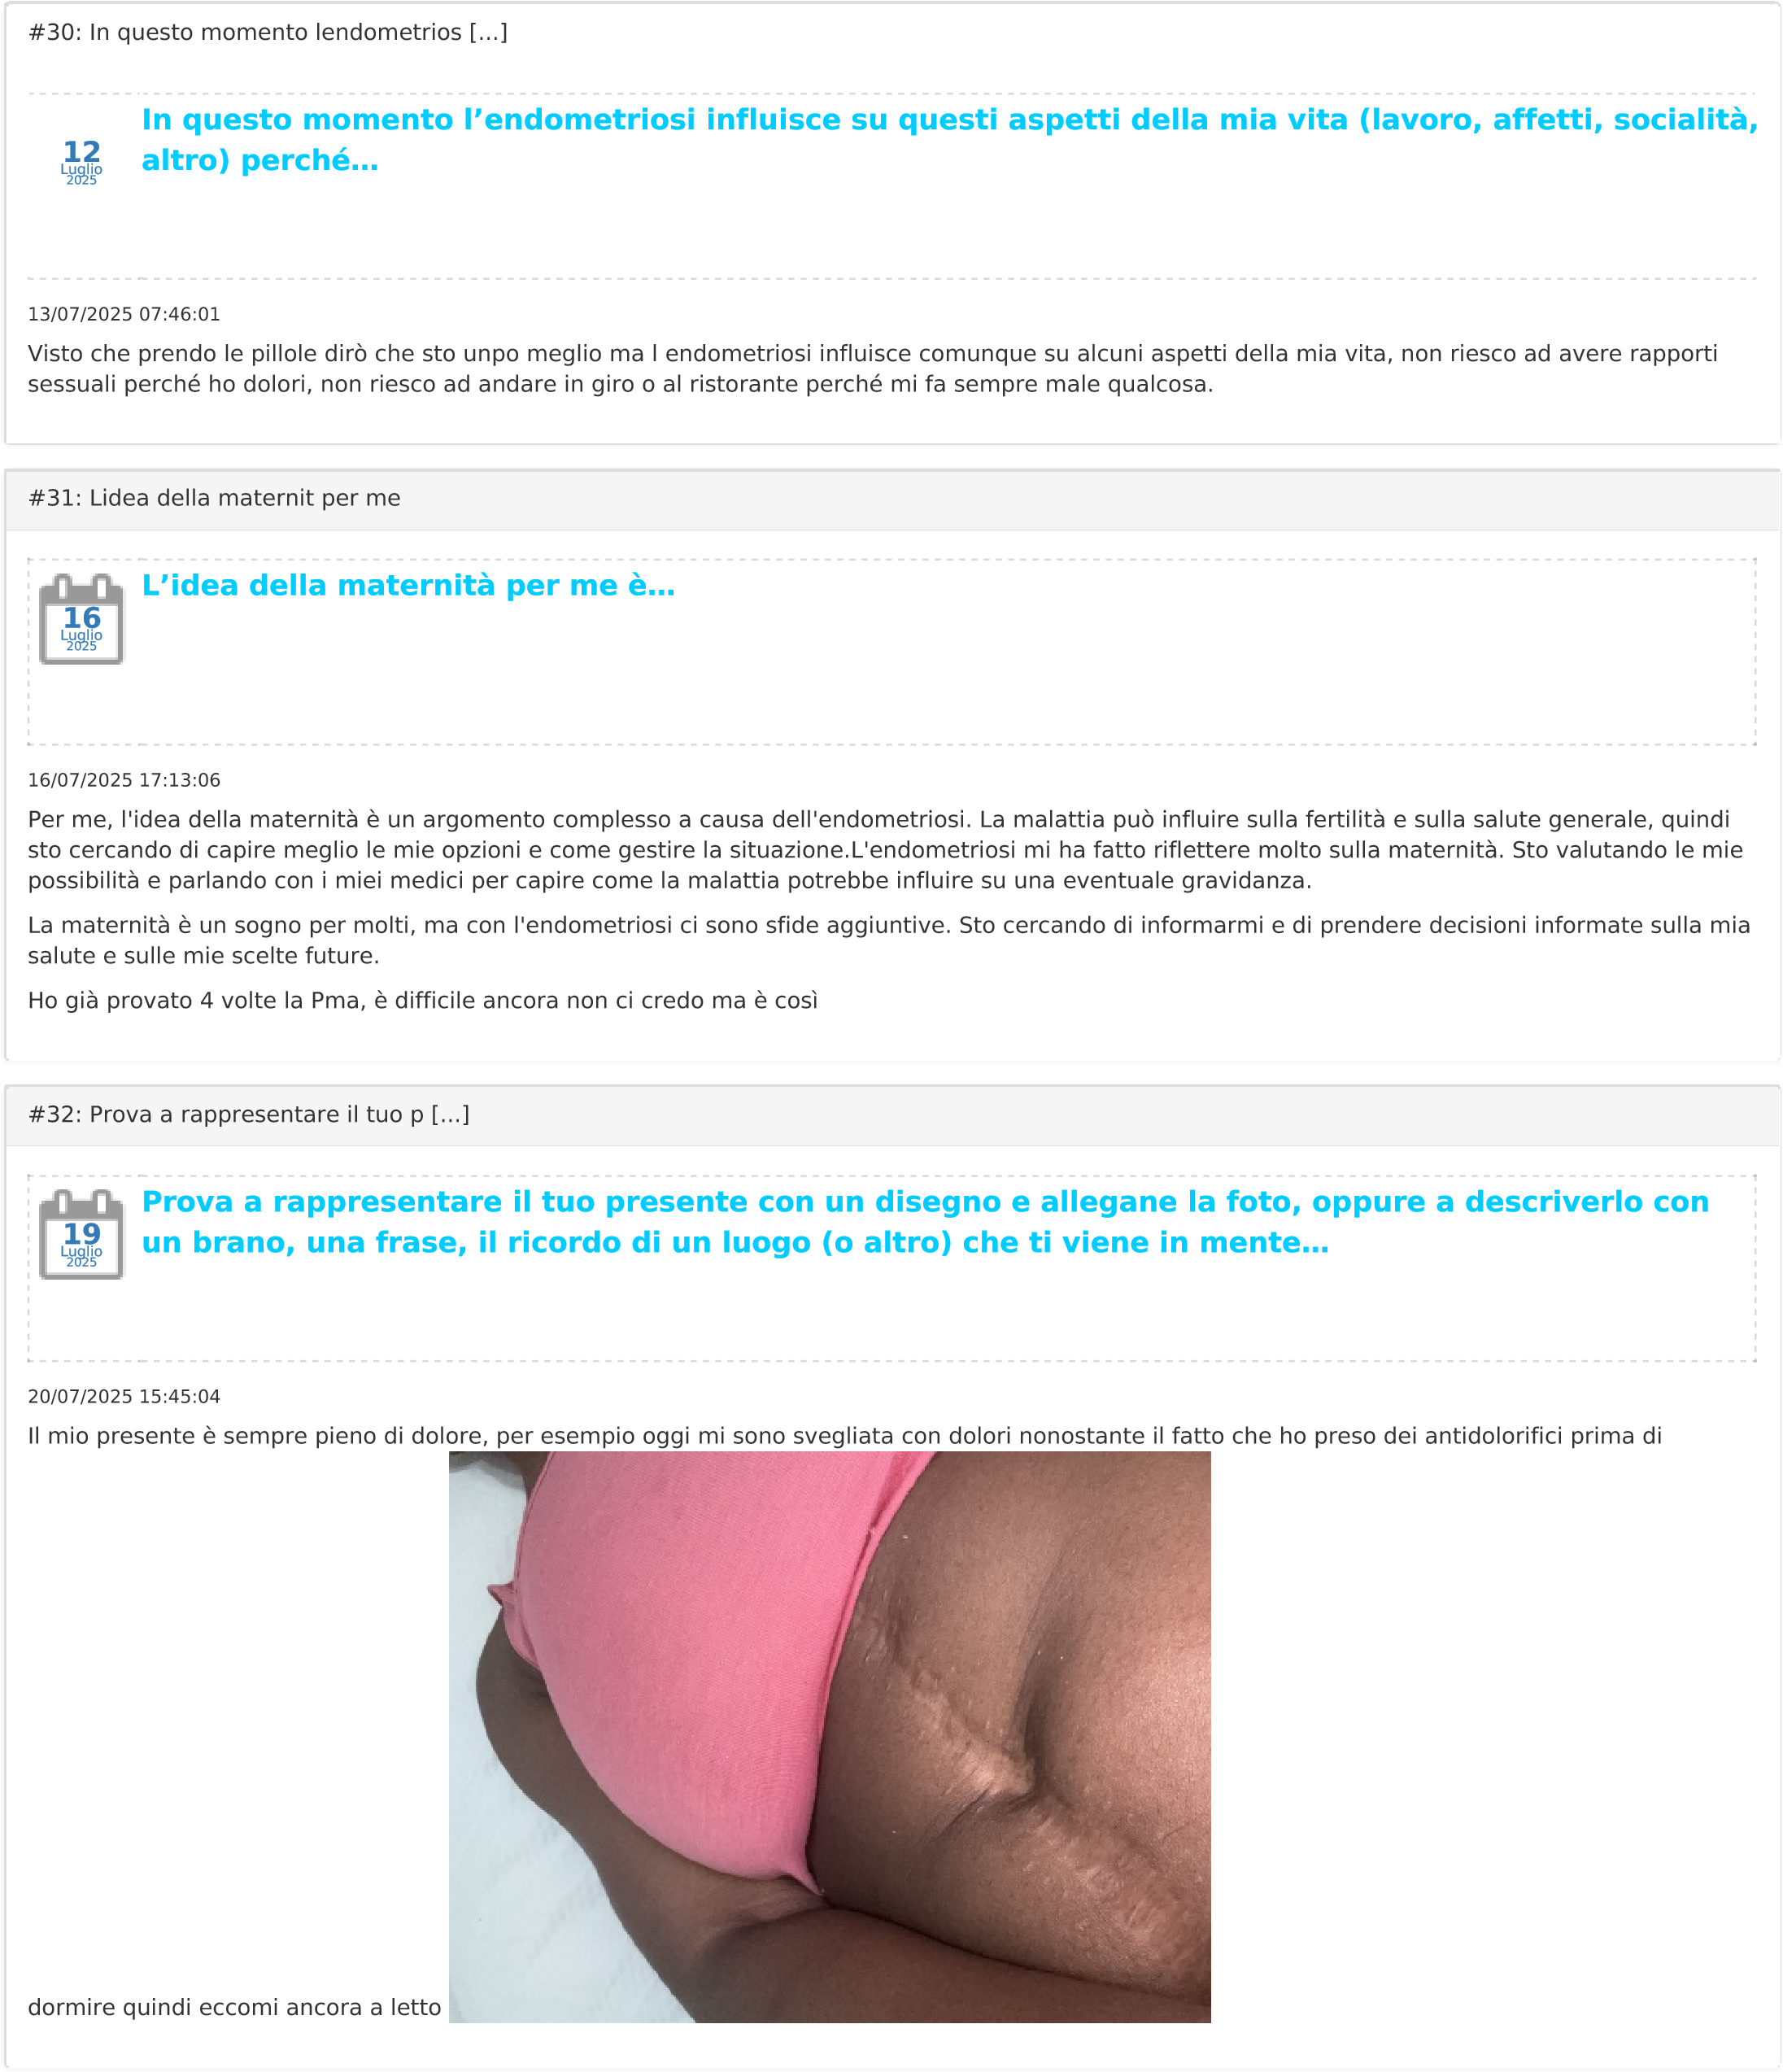 #30: In questo momento lendometrios [...]
12
Luglio
2025
In questo momento l’endometriosi influisce su questi aspetti della mia vita (lavoro, affetti, socialità,
altro) perché...
13/07/2025 07:46:01
Visto che prendo le pillole dirò che sto unpo meglio ma l endometriosi influisce comunque su alcuni aspetti della mia vita, non riesco ad avere rapporti
sessuali perché ho dolori, non riesco ad andare in giro o al ristorante perché mi fa sempre male qualcosa.
#31: Lidea della maternit per me
16
Luglio
2025
L’idea della maternità per me è...
16/07/2025 17:13:06
Per me, l'idea della maternità è un argomento complesso a causa dell'endometriosi. La malattia può influire sulla fertilità e sulla salute generale, quindi
sto cercando di capire meglio le mie opzioni e come gestire la situazione.L'endometriosi mi ha fatto riflettere molto sulla maternità. Sto valutando le mie
possibilità e parlando con i miei medici per capire come la malattia potrebbe influire su una eventuale gravidanza.
La maternità è un sogno per molti, ma con l'endometriosi ci sono sfide aggiuntive. Sto cercando di informarmi e di prendere decisioni informate sulla mia
salute e sulle mie scelte future.
Ho già provato 4 volte la Pma, è difficile ancora non ci credo ma è così
#32: Prova a rappresentare il tuo p [...]
19
Luglio
2025
Prova a rappresentare il tuo presente con un disegno e allegane la foto, oppure a descriverlo con
un brano, una frase, il ricordo di un luogo (o altro) che ti viene in mente...
20/07/2025 15:45:04
Il mio presente è sempre pieno di dolore, per esempio oggi mi sono svegliata con dolori nonostante il fatto che ho preso dei antidolorifici prima di
dormire quindi eccomi ancora a letto